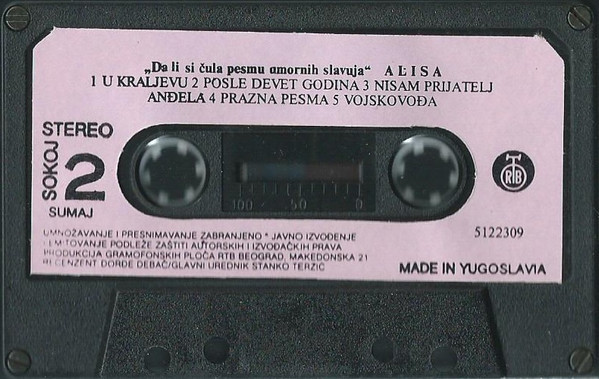 „Da li si čula pesmu umornih slavuja“ ALISA
1 U KRALJEVU 2 POSLE DEVET GODINA 3 NISAM PRIJATELJ
ANĐELA 4 PRAZNA PESMA 5 VOJSKOVOĐA
STEREO
SOKOJ
2
SUMAJ
100 50 0
RTB
UMNOŽAVANJE I PRESNIMAVANJE ZABRANJENO * JAVNO IZVOĐENJE
I EMITOVANJE PODLEŽE ZAŠTITI AUTORSKIH I IZVOĐAČKIH PRAVA
PRODUKCIJA GRAMOFONSKIH PLOČA RTB BEOGRAD, MAKEDONSKA 21
RECENZENT ĐORĐE DEBAČ/GLAVNI UREDNIK STANKO TERZIĆ
5122309
MADE IN YUGOSLAVIA